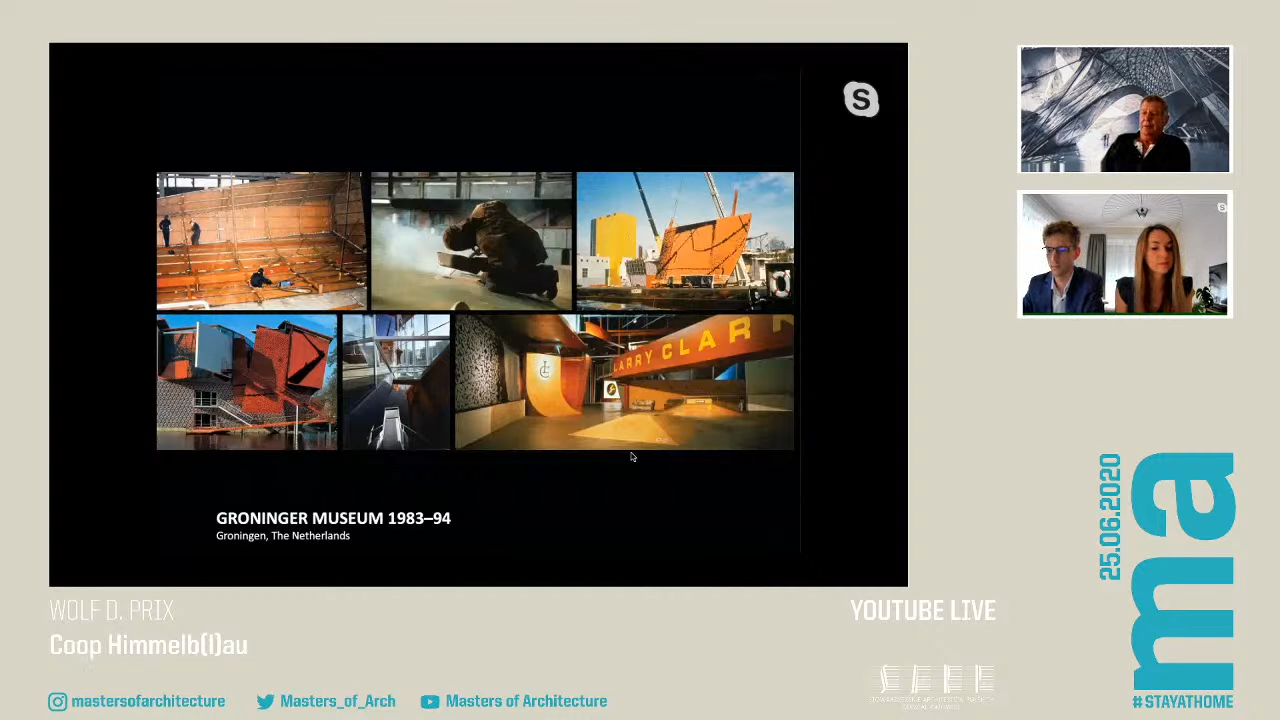 S
LARRY CLARK
GRONINGER MUSEUM 1983–94
Groningen, The Netherlands
WOLF D. PRIX
Coop Himmelb(l)au
YOUTUBE LIVE
mastersofarchitecture
Masters_of_Arch
Masters of Architecture
25.06.2020
ma
#STAYATHOME